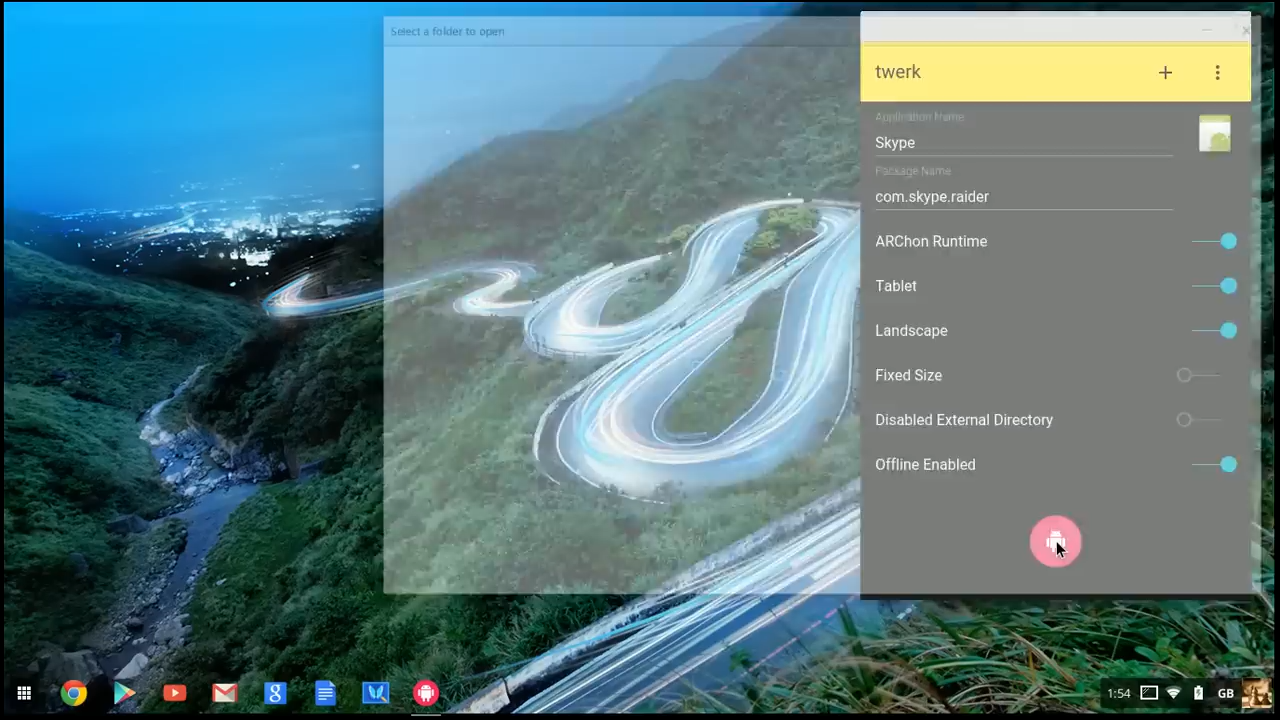 Select a folder to open
twerk
Application Name
Skype
Package Name
com.skype.raider
ARChon Runtime
Tablet
Landscape
Fixed Size
Disabled External Directory
Offline Enabled
1:54
GB